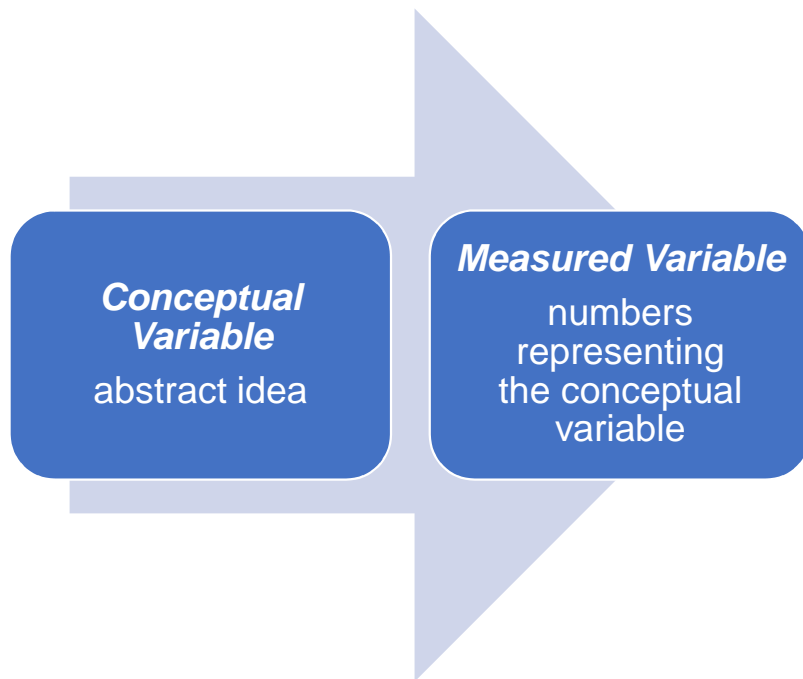 Conceptual
Variable
abstract idea
Measured Variable
numbers
representing
the conceptual
variable